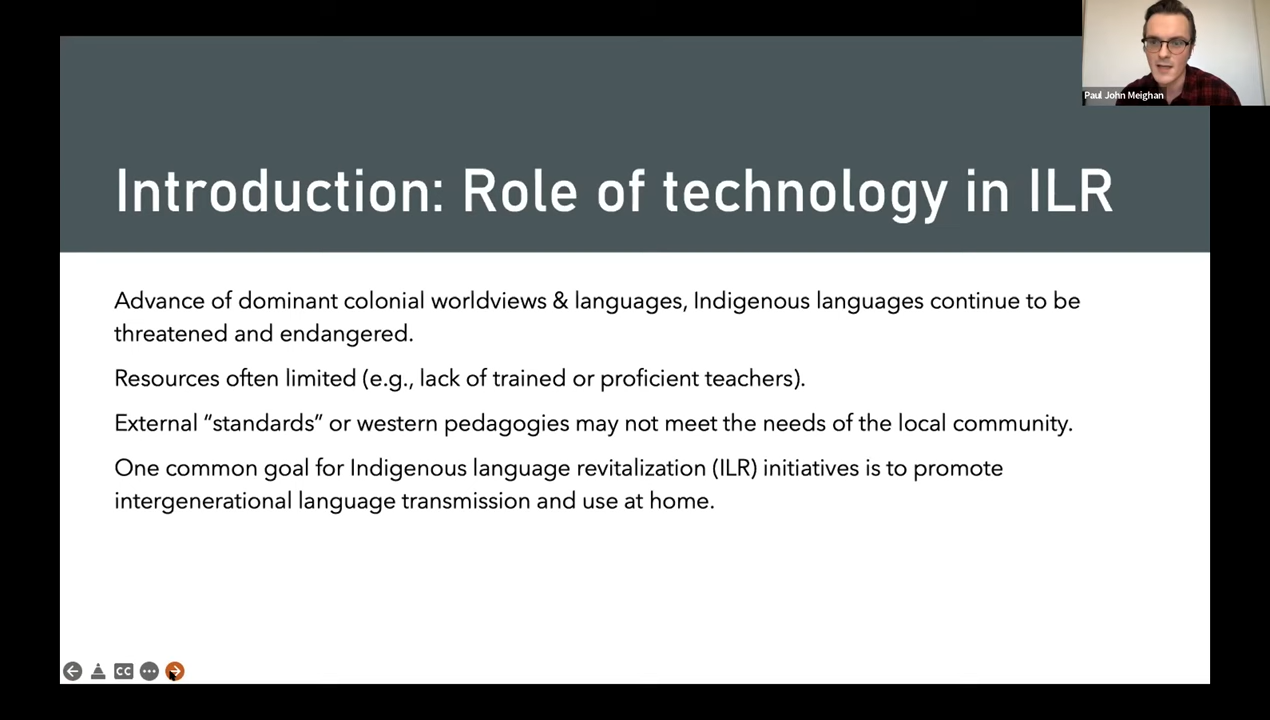 Paul John Meighan
Introduction: Role of technology in ILR
Advance of dominant colonial worldviews & languages, Indigenous languages continue to be
threatened and endangered.
Resources often limited (e.g., lack of trained or proficient teachers).
External “standards” or western pedagogies may not meet the needs of the local community.
One common goal for Indigenous language revitalization (ILR) initiatives is to promote
intergenerational language transmission and use at home.
CC